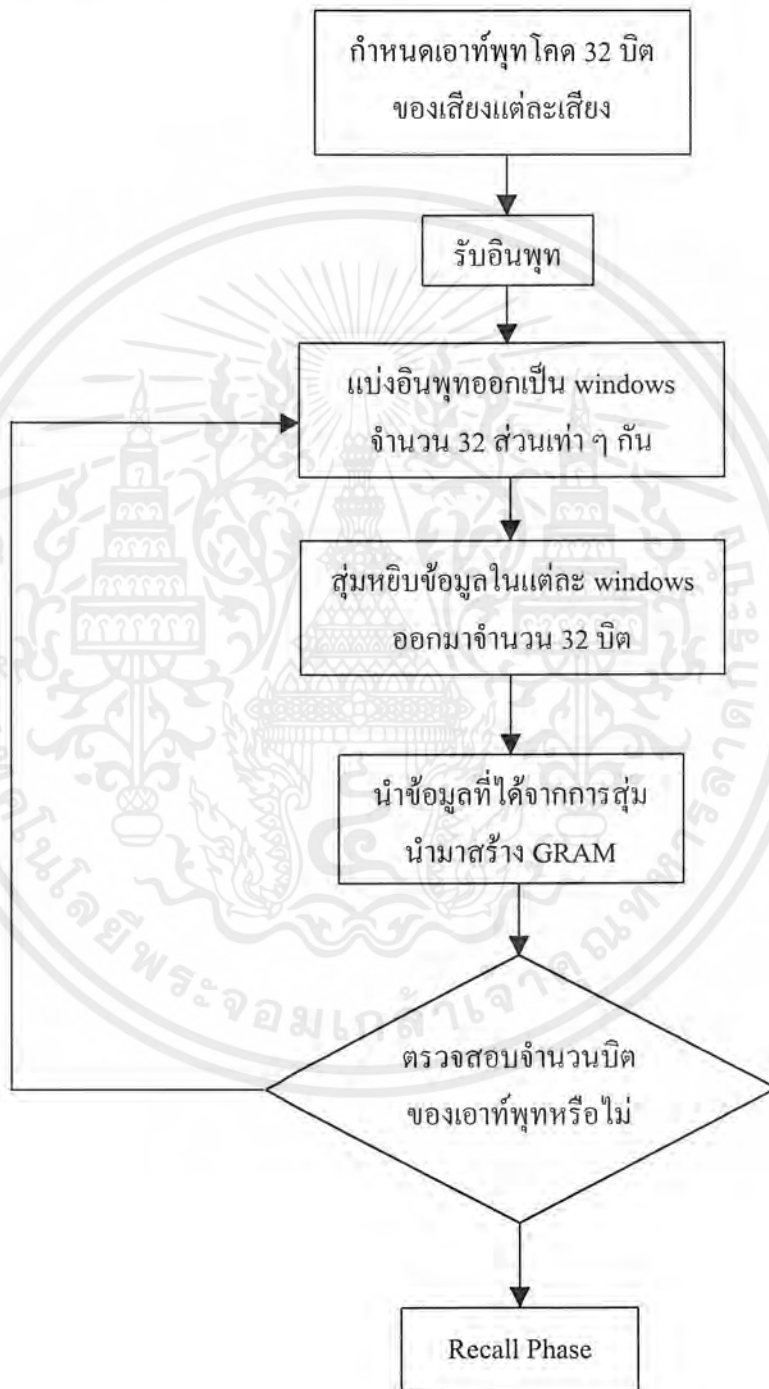 กำหนดเอาท์พุทโคด 32 บิต
ของเสียงแต่ละเสียง
รับอินพุท
แบ่งอินพุทออกเป็น windows
จำนวน 32 ส่วนเท่า ๆ กัน
สุ่มหยิบข้อมูลในแต่ละ windows
ออกมาจำนวน 32 บิต
นำข้อมูลที่ได้จากการสุ่ม
นำมาสร้าง GRAM
ตรวจสอบจำนวนบิต
ของเอาท์พุทหรือไม่
Recall Phase